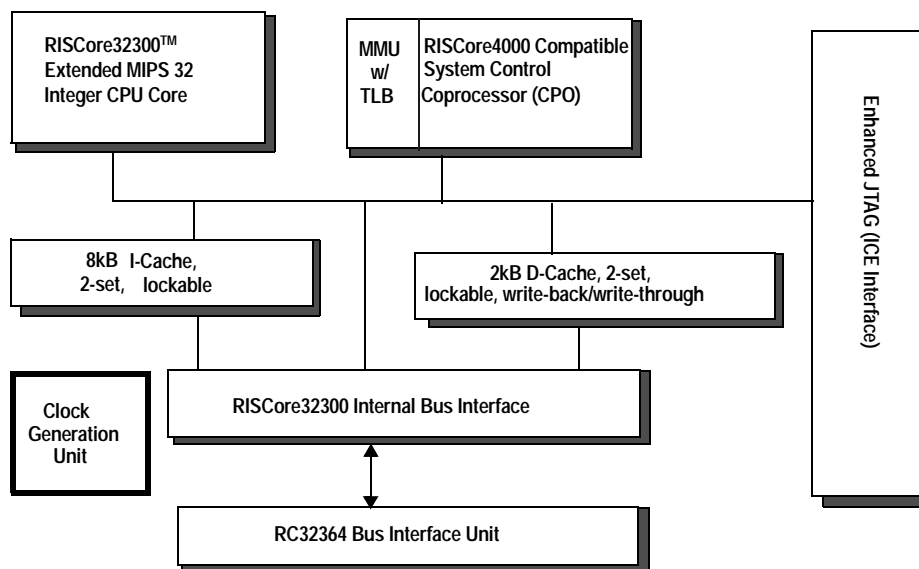 RISCore32300™
Extended MIPS 32
Integer CPU Core
MMU
w/
TLB
RISCore4000 Compatible
System Control
Coprocessor (CPO)
Enhanced JTAG (ICE Interface)
8kB I-Cache,
2-set, lockable
2kB D-Cache, 2-set,
lockable, write-back/write-through
Clock
Generation
Unit
RISCore32300 Internal Bus Interface
RC32364 Bus Interface Unit